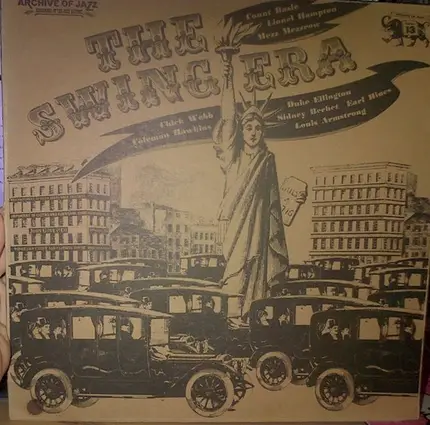 ARCHIVE OF JAZZ
Count Basie
Lionel Hampton
Mezz Mezzrow
THE
SWING ERA
Duke Ellington
Sidney Bechet Earl Hines
Louis Armstrong
Chick Webb
Coleman Hawkins
13